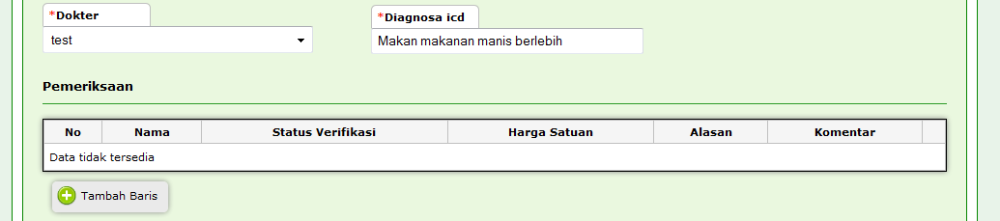 *Dokter *Diagnosa icd
test Makan makanan manis berlebih
Pemeriksaan
No Nama Status Verifikasi Harga Satuan Alasan Komentar
Data tidak tersedia
Tambah Baris